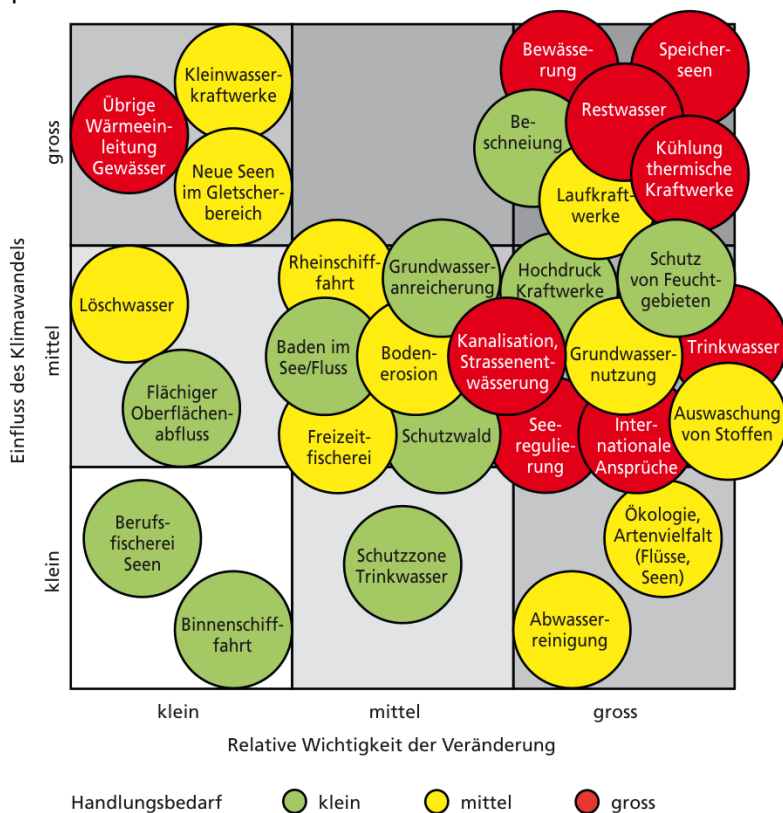 Bewässe-
rung
Speicher-
seen
Kleinwasser-
kraftwerke
Übrige
Wärmeein-
leitung
Gewässer
Restwasser
Be-
schneiung
Kühlung
thermische
Kraftwerke
Neue Seen
im Gletscher-
bereich
Laufkraft-
werke
gross
Rheinschiff-
fahrt
Grundwasser-
anreicherung
Hochdruck
Kraftwerke
Schutz
von Feucht-
gebieten
Löschwasser
Baden im
See/Fluss
Boden-
erosion
Kanalisation,
Strassenent-
wässerung
Grundwasser-
nutzung
Trinkwasser
Flächiger
Oberflächen-
abfluss
Freizeit-
fischerei
Schutzwald
See-
regulie-
rung
Inter-
nationale
Ansprüche
Auswaschung
von Stoffen
mittel
Einfluss des Klimawandels
Berufs-
fischerei
Seen
Schutzzone
Trinkwasser
Ökologie,
Artenvielfalt
(Flüsse,
Seen)
Binnenschiff-
fahrt
Abwasser-
reinigung
klein
klein
mittel
gross
Relative Wichtigkeit der Veränderung
Handlungsbedarf
klein
mittel
gross